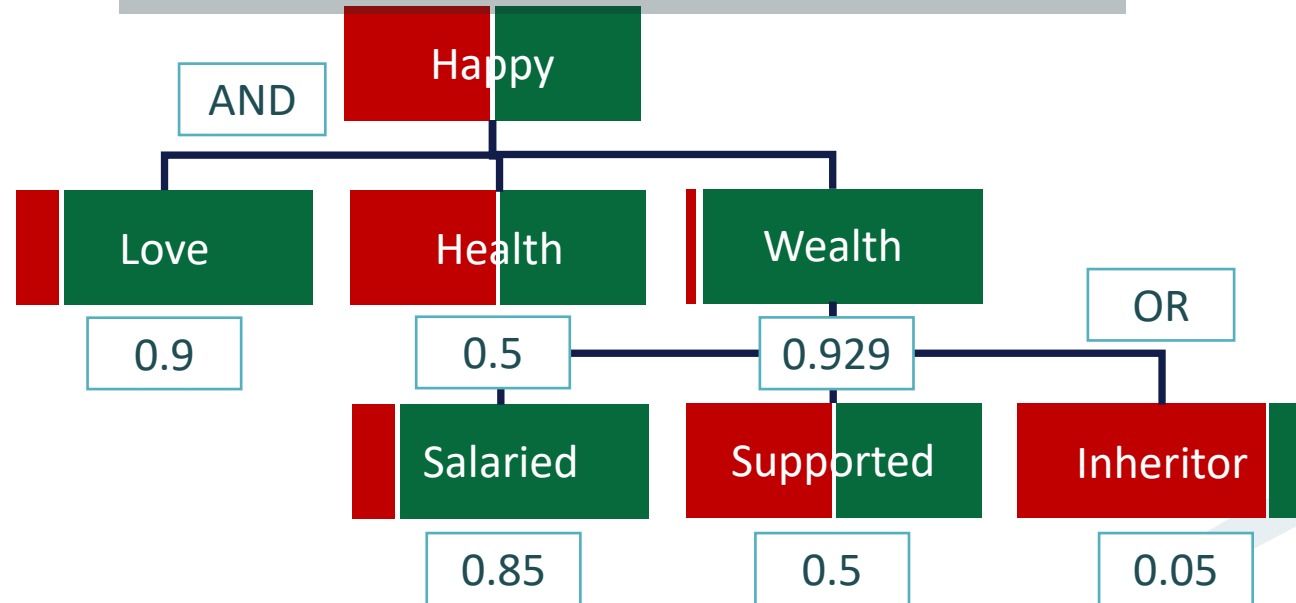 Happy
AND
Love
Health
Wealth
OR
0.9
0.5
0.929
Salaried
Supported
Inheritor
0.85
0.5
0.05